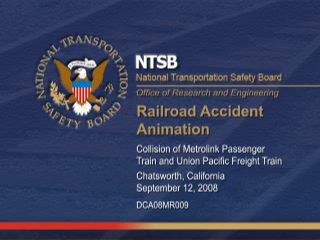 NATIONAL TRANSPORTATION SAFETY BOARD
NTSB
National Transportation Safety Board
Office of Research and Engineering
Railroad Accident
Animation
Collision of Metrolink Passenger
Train and Union Pacific Freight Train
Chatsworth, California
September 12, 2008
DCA08MR009